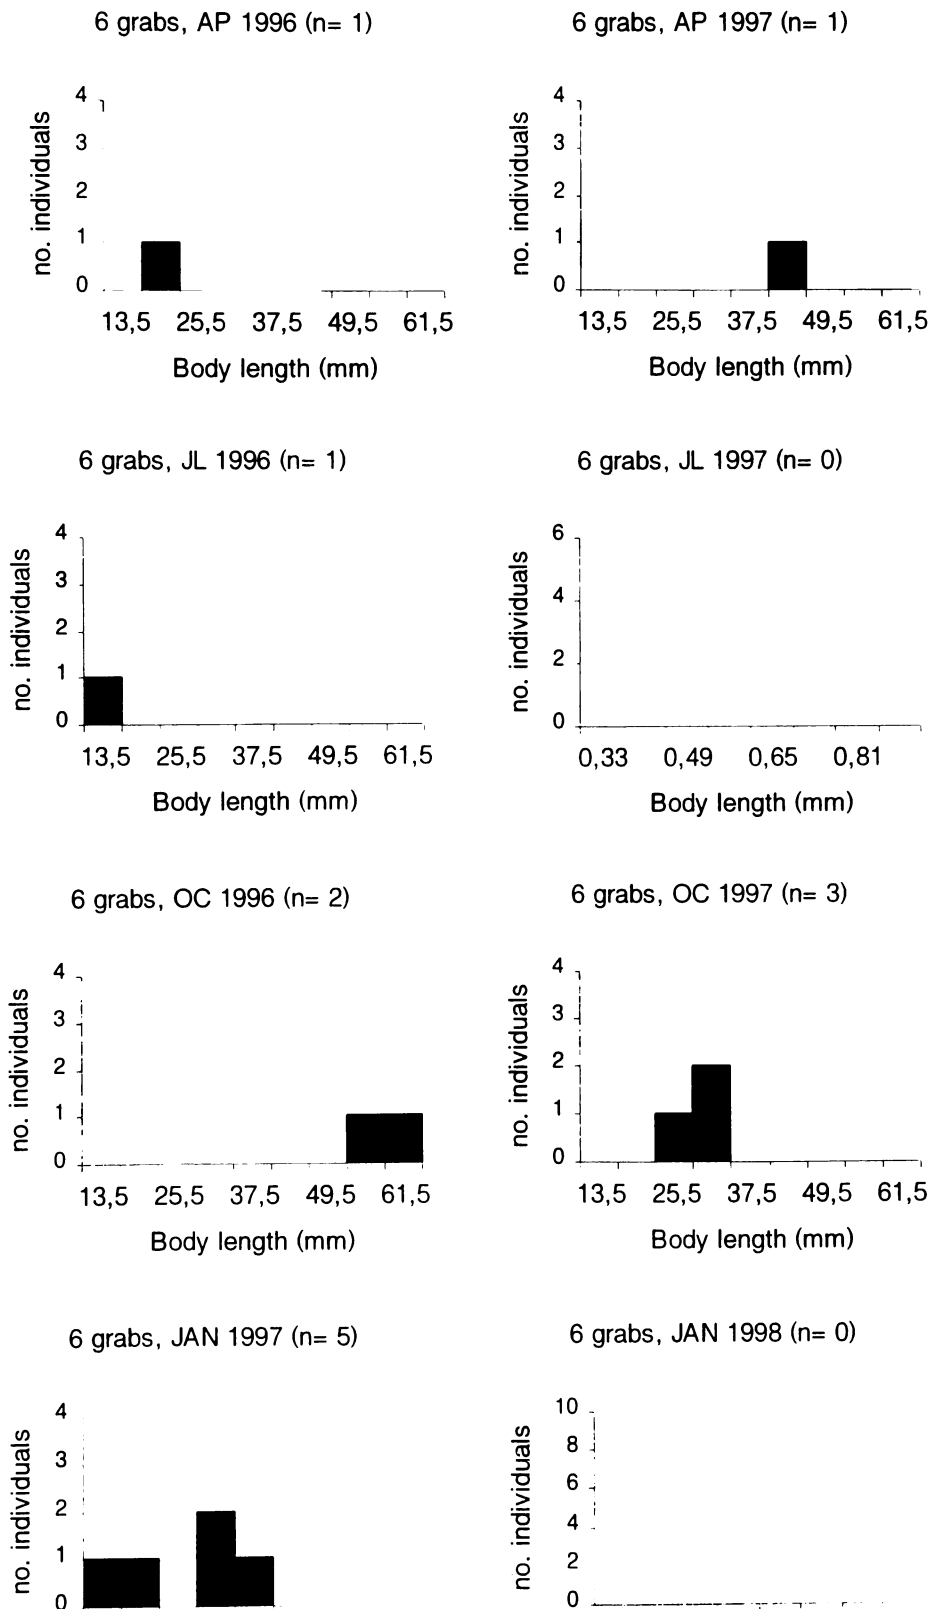 6 grabs, AP 1996 (n= 1)
no. individuals
4
3
2
1
0
13,5 25,5 37,5 49,5 61,5
Body length (mm)
6 grabs, AP 1997 (n= 1)
no. individuals
4
3
2
1
0
13,5 25,5 37,5 49,5 61,5
Body length (mm)
6 grabs, JL 1996 (n= 1)
no. individuals
4
3
2
1
0
13,5 25,5 37,5 49,5 61,5
Body length (mm)
6 grabs, JL 1997 (n= 0)
no. individuals
6
4
2
0
0,33 0,49 0,65 0,81
Body length (mm)
6 grabs, OC 1996 (n= 2)
no. individuals
4
3
2
1
0
13,5 25,5 37,5 49,5 61,5
Body length (mm)
6 grabs, OC 1997 (n= 3)
no. individuals
4
3
2
1
0
13,5 25,5 37,5 49,5 61,5
Body length (mm)
6 grabs, JAN 1997 (n= 5)
no. individuals
4
3
2
1
0
6 grabs, JAN 1998 (n= 0)
no. individuals
10
8
6
4
2
0